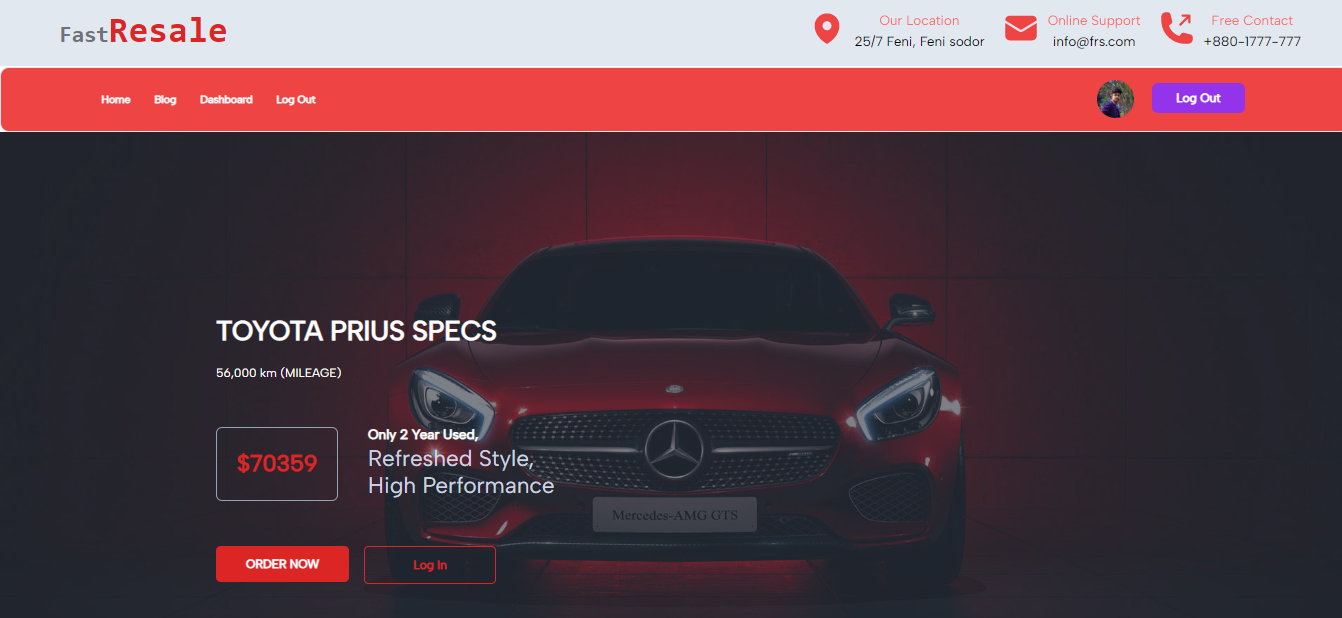 FastResale
Our Location
25/7 Feni, Feni sodor
Online Support
info@frs.com
Free Contact
+880-1777-777
Home Blog Dashboard Log Out
Log Out
TOYOTA PRIUS SPECS
56,000 km (MILEAGE)
$70359
Only 2 Year Used,
Refreshed Style,
High Performance
Mercedes-AMG GTS
ORDER NOW
Log In